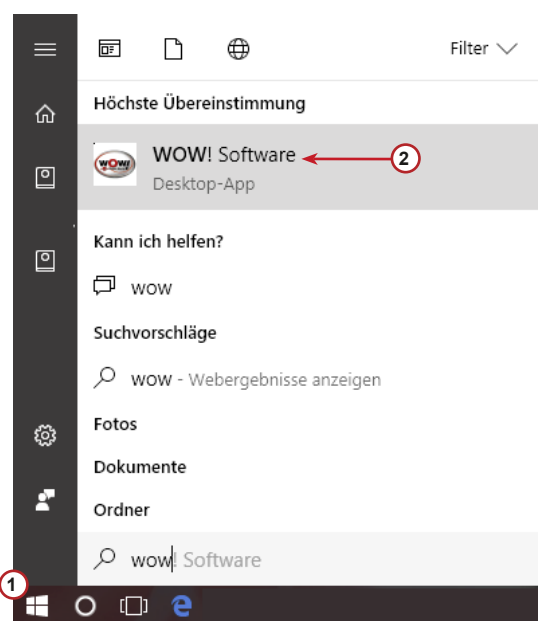 Filter
Höchste Übereinstimmung
WOW! Software
2
Desktop-App
Kann ich helfen?
wow
Suchvorschläge
wow - Webergebnisse anzeigen
Fotos
Dokumente
Ordner
wow! Software
1